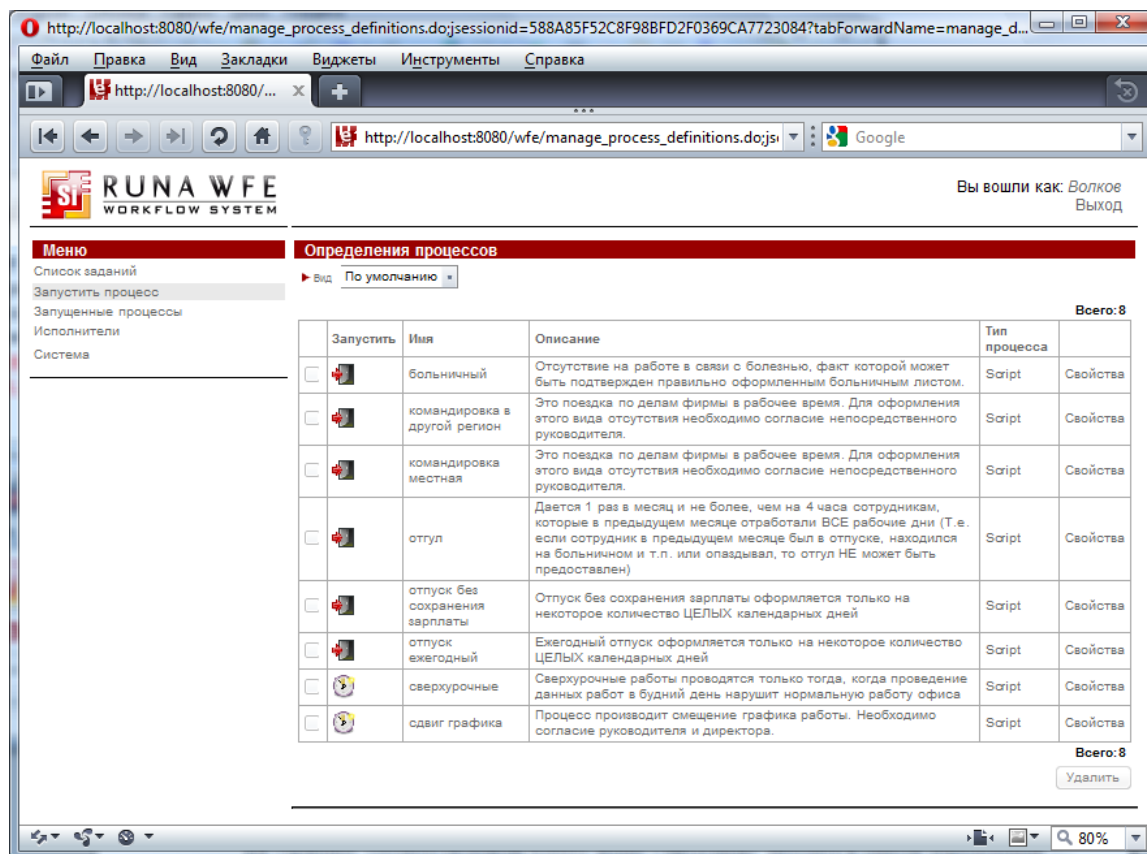 http://localhost:8080/wfe/manage_process_definitions.do;jsessionid=588A85F52C8F98BFD2F0369CA7723084?tabForwardName=manage_d...
Файл Правка Вид Закладки Виджеты Инструменты Справка
http://localhost:8080/...
http://localhost:8080/wfe/manage_process_definitions.do;jse
Google
Si
RUNA WFE
WORKFLOW SYSTEM
Вы вошли как: Волков
Выход
Меню
Список заданий
Запустить процесс
Запущенные процессы
Исполнители
Система
Определения процессов
Вид По умолчанию
Всего:8
Запустить Имя Описание Тип
процесса
больничный
Отсутствие на работе в связи с болезнью, факт которой может
быть подтвержден правильно оформленным больничным листом.
Script Свойства
командировка в
другой регион
Это поездка по делам фирмы в рабочее время. Для оформления
этого вида отсутствия необходимо согласие непосредственного
руководителя.
Script Свойства
командировка
местная
Это поездка по делам фирмы в рабочее время. Для оформления
этого вида отсутствия необходимо согласие непосредственного
руководителя.
Script Свойства
отгул
Дается 1 раз в месяц и не более, чем на 4 часа сотрудникам,
которые в предыдущем месяце отработали ВСЕ рабочие дни (Т.е.
если сотрудник в предыдущем месяце был в отпуске, находился
на больничном и т.п. или опаздывал, то отгул НЕ может быть
предоставлен)
Script Свойства
отпуск без
сохранения
зарплаты
Отпуск без сохранения зарплаты оформляется только на
некоторое количество ЦЕЛЫХ календарных дней
Script Свойства
отпуск
ежегодный
Ежегодный отпуск оформляется только на некоторое количество
ЦЕЛЫХ календарных дней
Script Свойства
сверхурочные
Сверхурочные работы проводятся только тогда, когда проведение
данных работ в будний день нарушит нормальную работу офиса
Script Свойства
сдвиг графика
Процесс производит смещение графика работы. Необходимо
согласие руководителя и директора.
Script Свойства
Всего:8
Удалить
80%